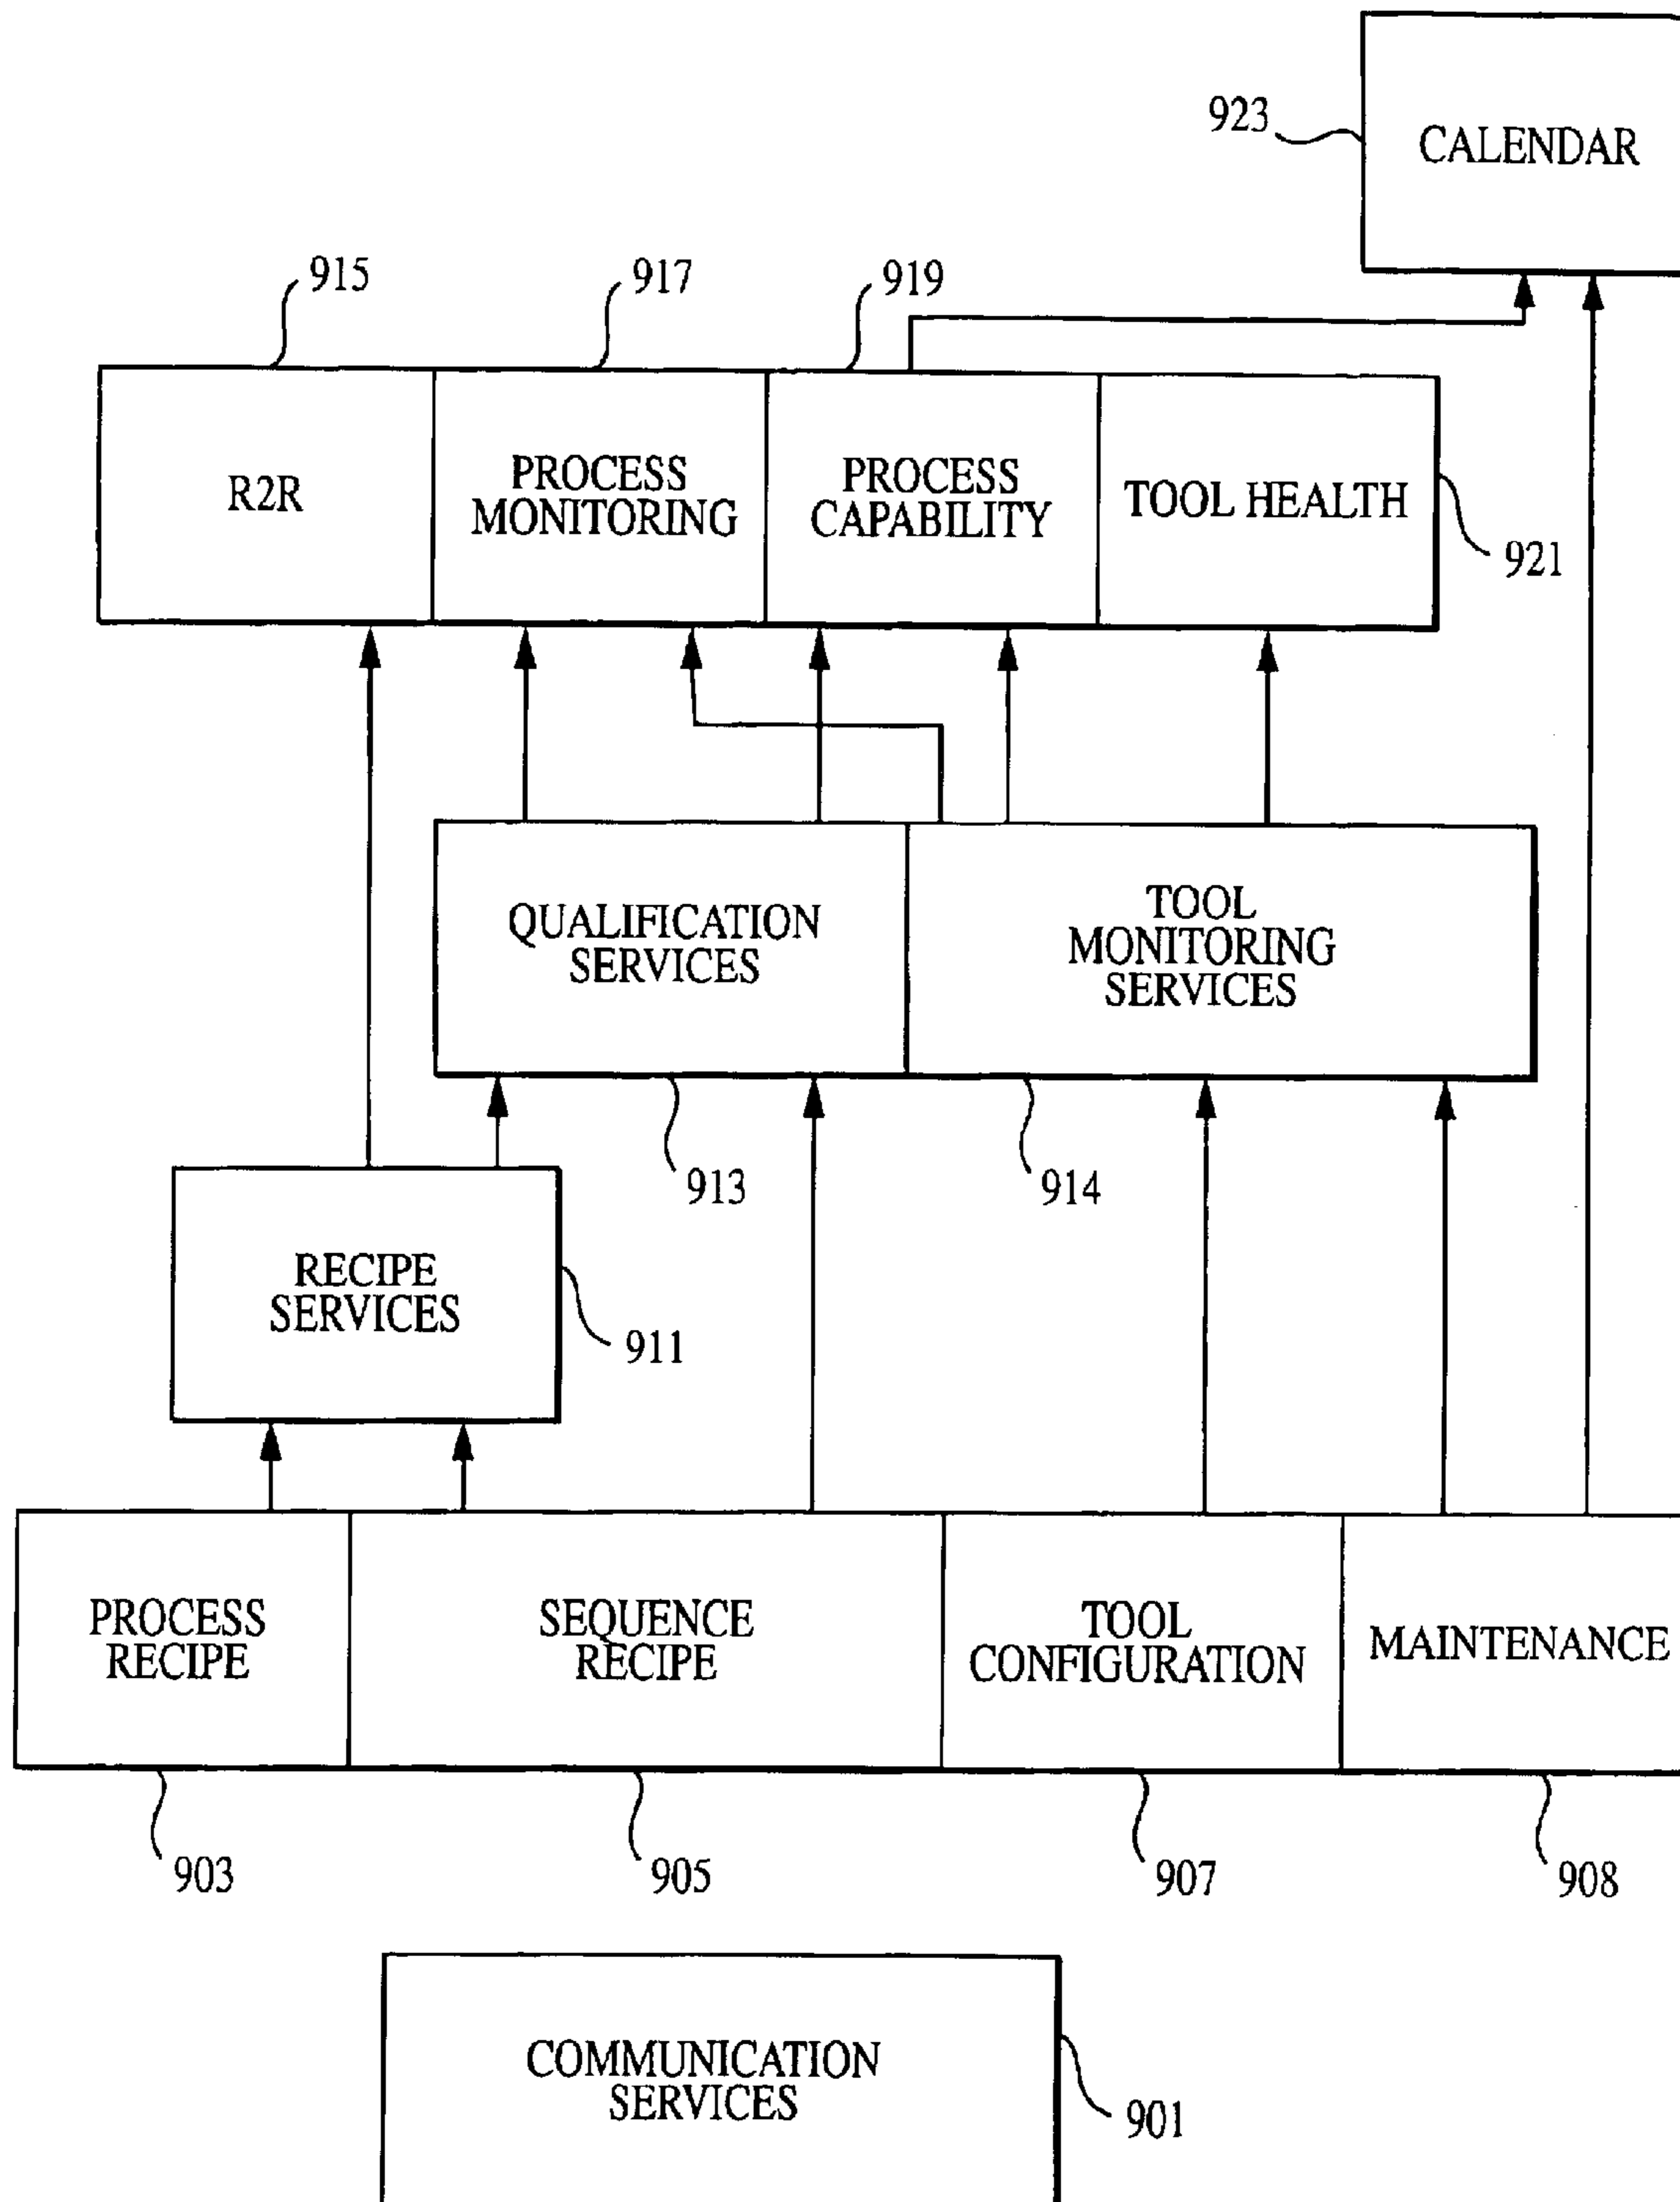 CALENDAR
923
915
917
919
R2R
PROCESS
MONITORING
PROCESS
CAPABILITY
TOOL HEALTH
921
QUALIFICATION
SERVICES
TOOL
MONITORING
SERVICES
913
914
RECIPE
SERVICES
911
PROCESS
RECIPE
SEQUENCE
RECIPE
TOOL
CONFIGURATION
MAINTENANCE
903
905
907
908
COMMUNICATION
SERVICES
901